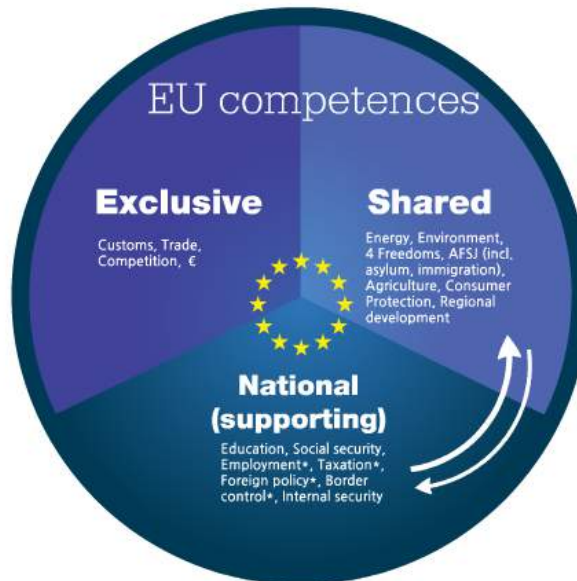 EU competences
Exclusive
Customs, Trade,
Competition, €
Shared
Energy, Environment,
4 Freedoms, AFSJ (incl.
asylum, immigration),
Agriculture, Consumer
Protection, Regional
development
National
(supporting)
Education, Social security,
Employment*, Taxation*,
Foreign policy*, Border
control*, Internal security